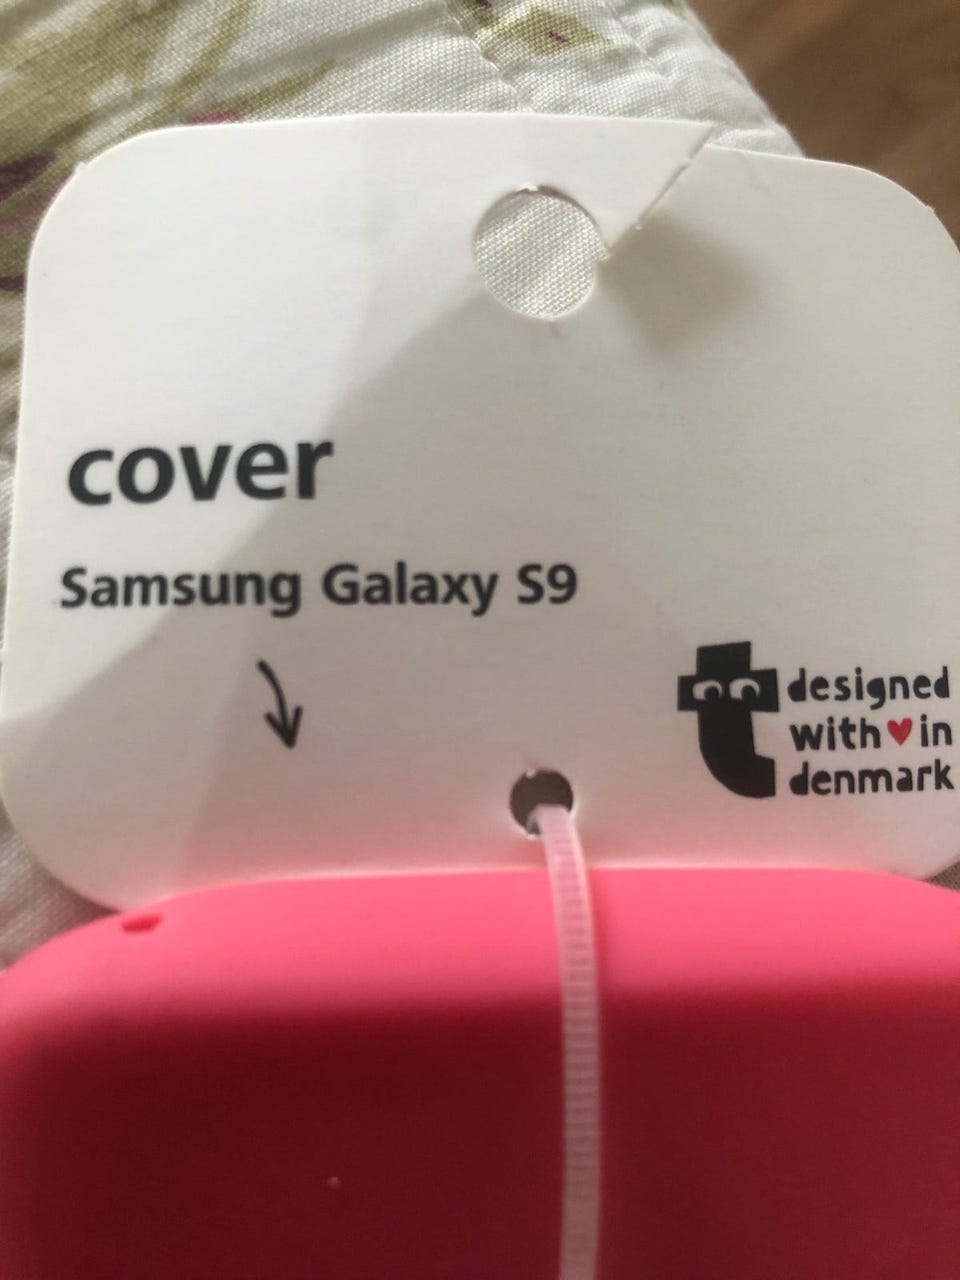 cover
Samsung Galaxy S9
designed
with ♥ in
denmark